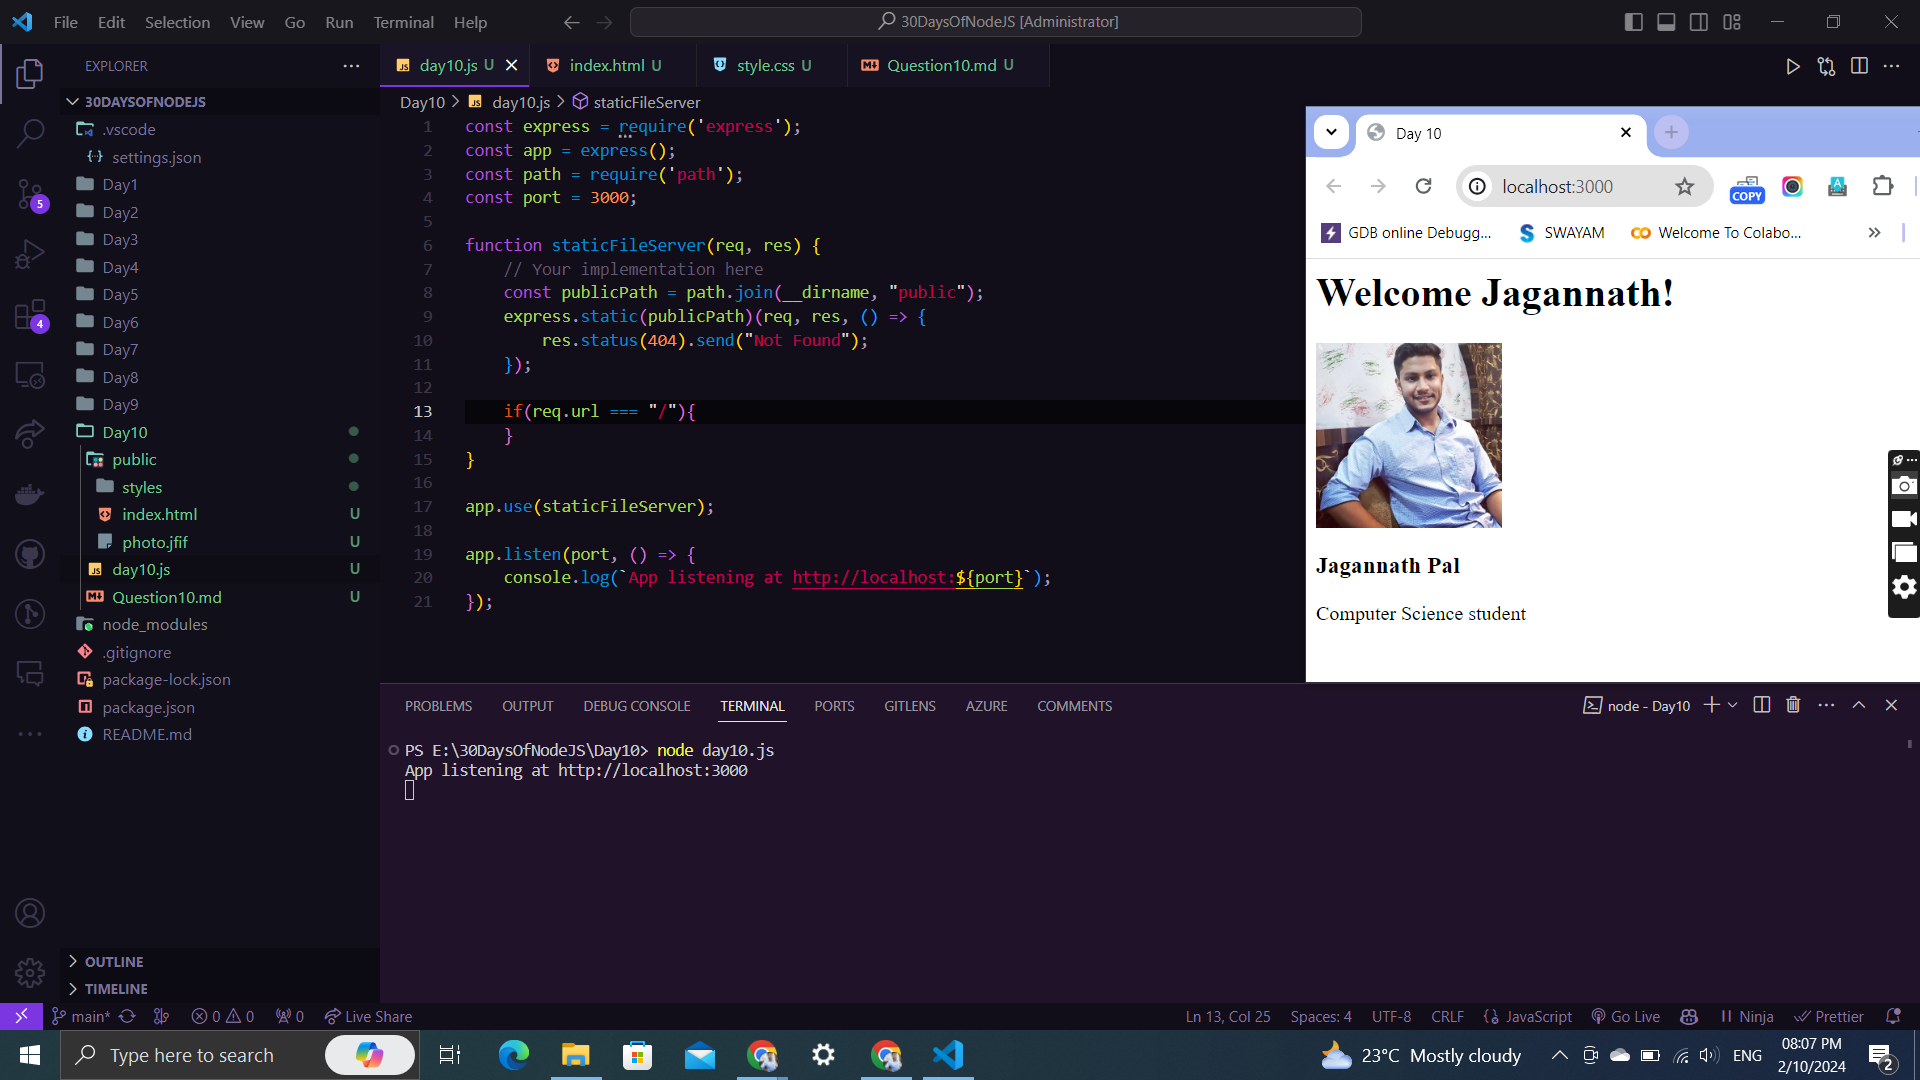 File Edit Selection View Go Run Terminal Help
30DaysOfNodeJS [Administrator]
EXPLORER
30DAYSOFNODEJS
.vscode
settings.json
Day1
Day2
Day3
Day4
Day5
Day6
Day7
Day8
Day9
Day10
public
styles
index.html U
photo.jfif U
day10.js U
Question10.md U
node_modules
.gitignore
package-lock.json
package.json
README.md
OUTLINE
TIMELINE
5
4
day10.js U
index.html U
style.css U
Question10.md U
Day10 > day10.js > staticFileServer
1 const express = require('express');
2 const app = express();
3 const path = require('path');
4 const port = 3000;
5
6 function staticFileServer(req, res) {
7 // Your implementation here
8 const publicPath = path.join(__dirname, "public");
9 express.static(publicPath)(req, res, () => {
10 res.status(404).send("Not Found");
11 });
12
13 if(req.url === "/"){
14 }
15 }
16
17 app.use(staticFileServer);
18
19 app.listen(port, () => {
20 console.log(`App listening at http://localhost:${port}`);
21 });
Day 10
localhost:3000
COPY
GDB online Debugg...
SWAYAM
Welcome To Colabo...
Welcome Jagannath!
Jagannath Pal
Computer Science student
PROBLEMS OUTPUT DEBUG CONSOLE TERMINAL PORTS GITLENS AZURE COMMENTS
node - Day10
PS E:\30DaysOfNodeJS\Day10> node day10.js
App listening at http://localhost:3000
main* 0 0 0 Live Share
Ln 13, Col 25 Spaces: 4 UTF-8 CRLF JavaScript Go Live Ninja Prettier
Type here to search
23°C Mostly cloudy
ENG
08:07 PM
2/10/2024
2